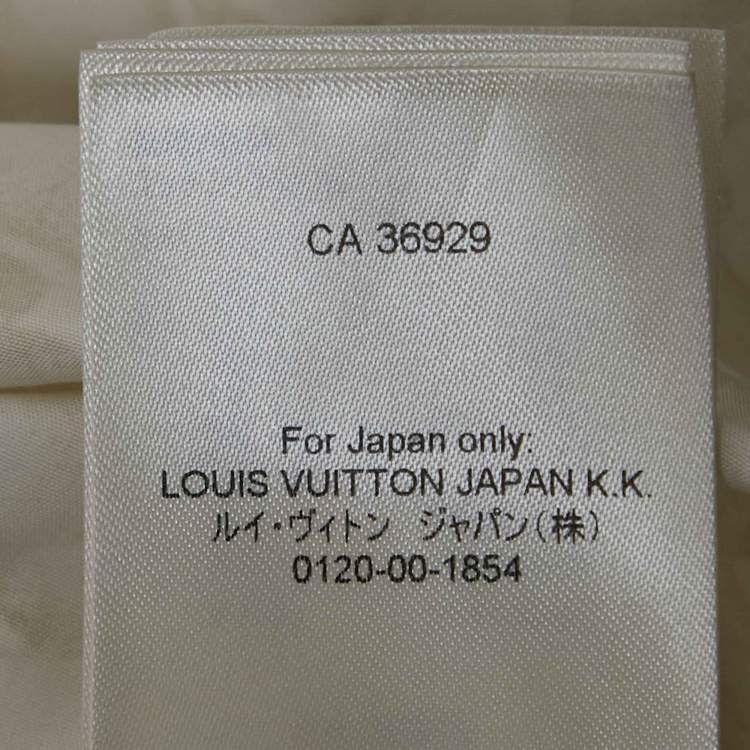 CA 36929
For Japan only:
LOUIS VUITTON JAPAN K.K.
ルイ・ヴィトン　ジャパン(株)
0120-00-1854